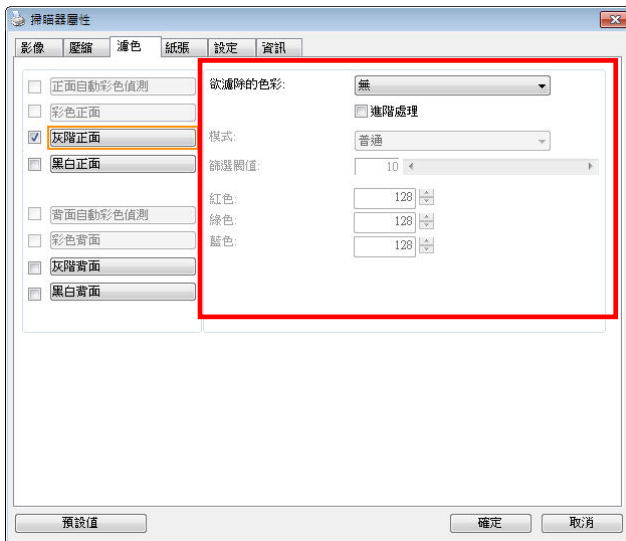 掃瞄器屬性
影像 壓縮 濾色 紙張 設定 資訊
正面自動彩色偵測
彩色正面
灰階正面
黑白正面
背面自動彩色偵測
彩色背面
灰階背面
黑白背面
欲濾除的色彩: 無
進階處理
模式: 普通
篩選閥值: 10
紅色: 128
綠色: 128
藍色: 128
預設值 確定 取消